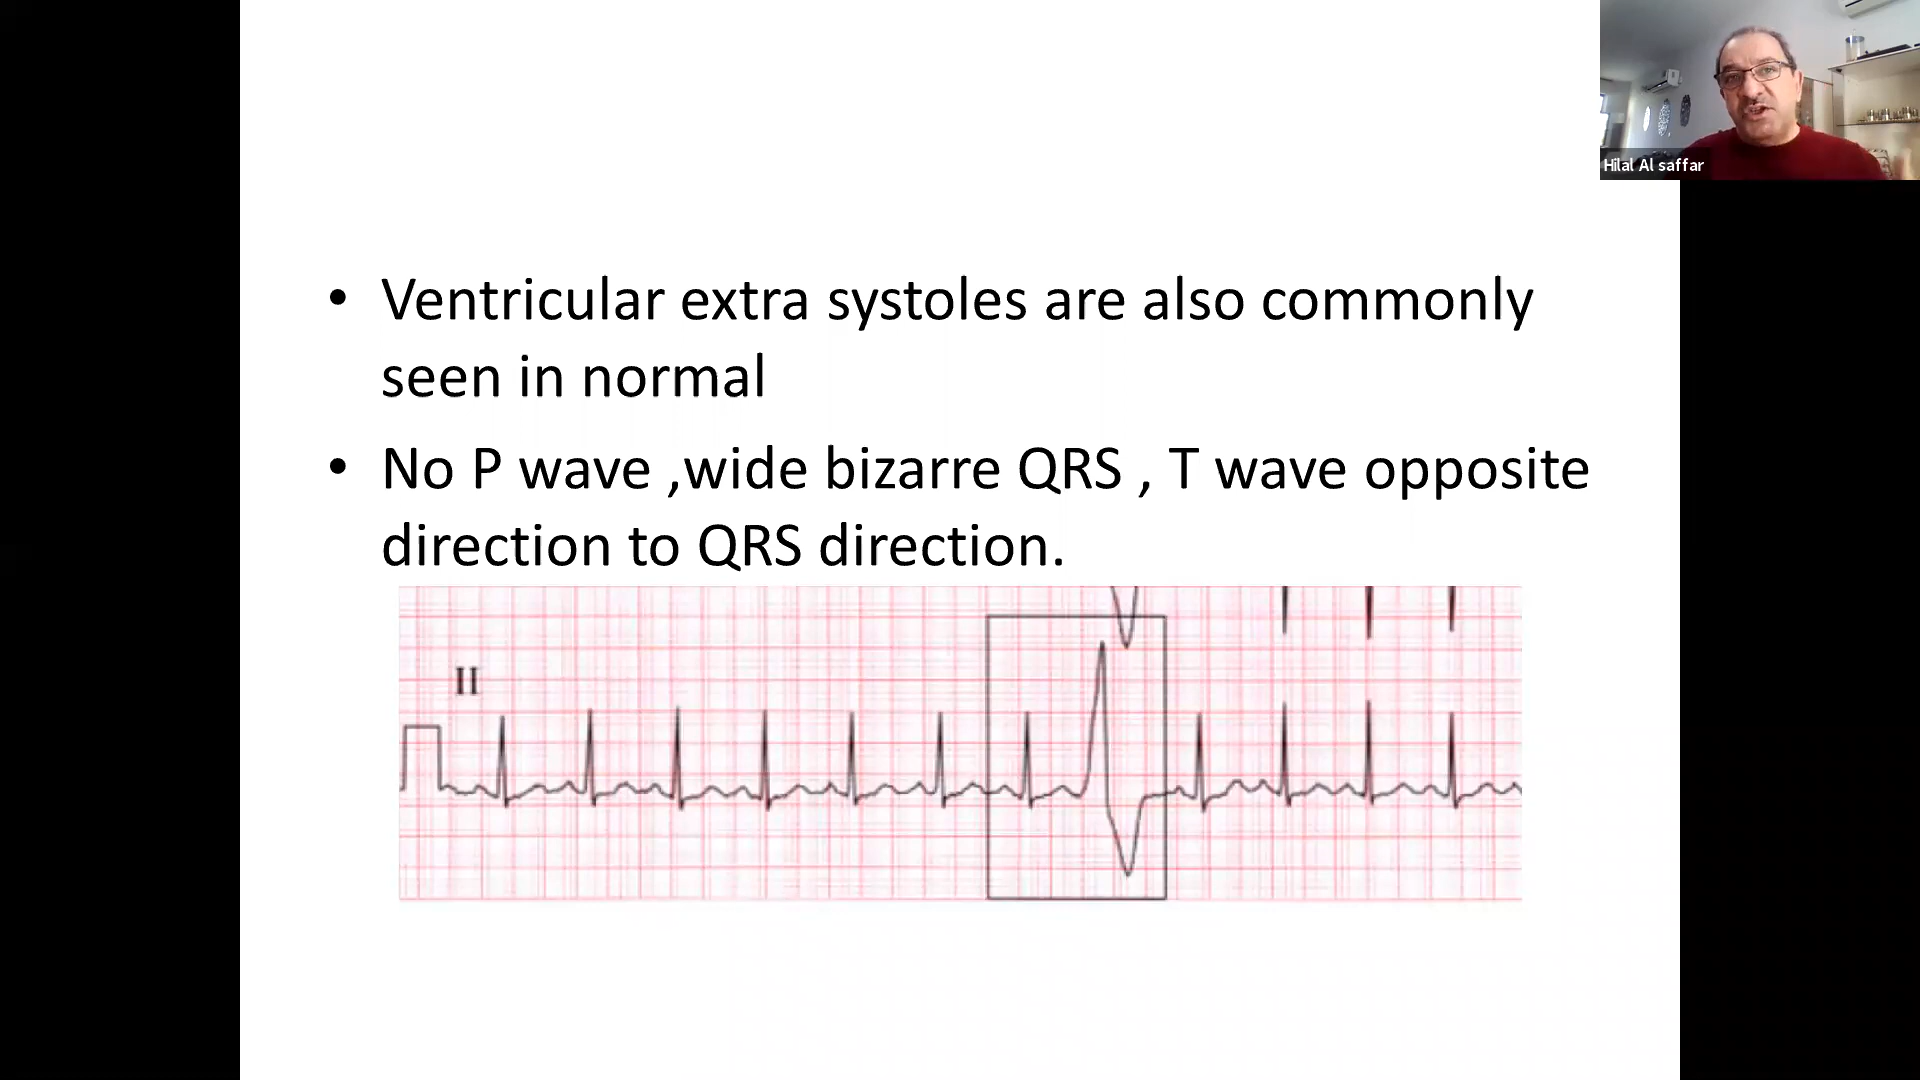 Hilal Al saffar
• Ventricular extra systoles are also commonly
seen in normal
• No P wave ,wide bizarre QRS , T wave opposite
direction to QRS direction.
II